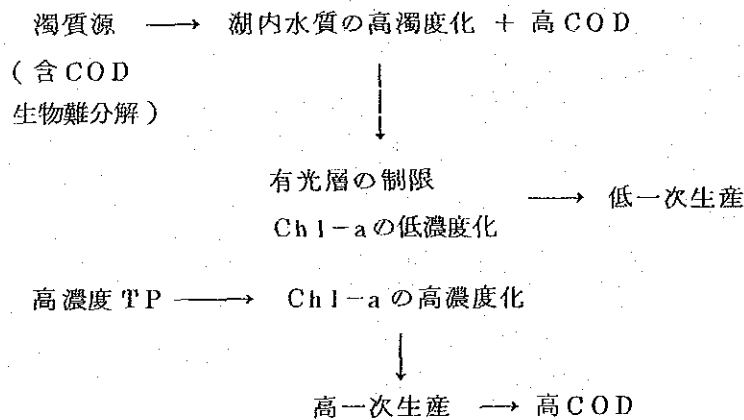 濁質源 ⟶ 湖内水質の高濁度化 + 高COD
(含COD
生物難分解)
有光層の制限
Chl-aの低濃度化
⟶ 低一次生産
高濃度TP ⟶ Chl-aの高濃度化
高一次生産 ⟶ 高COD